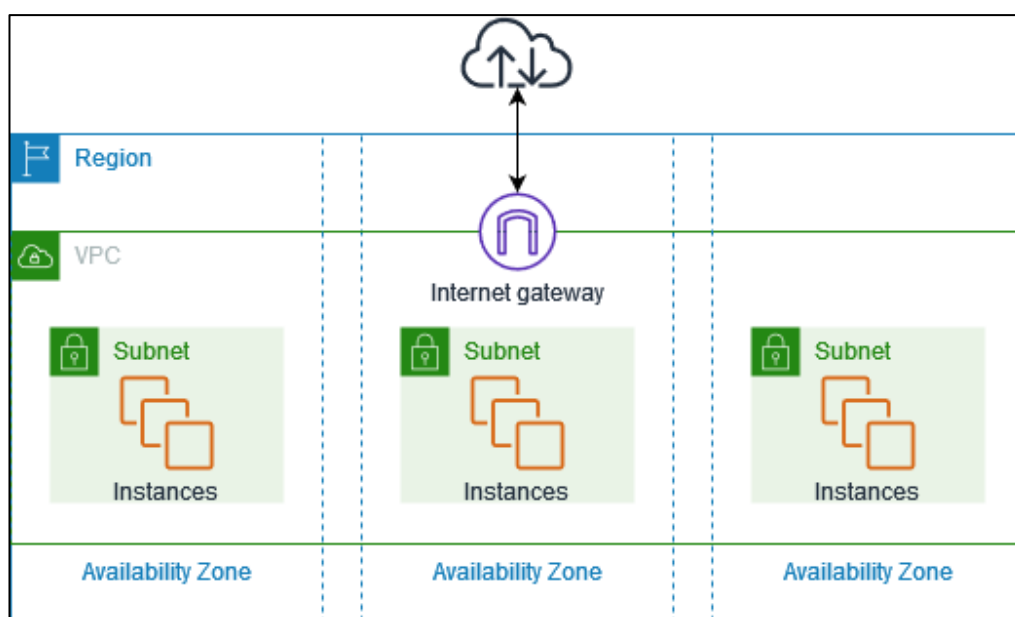 Region
VPC
Internet gateway
Subnet
Subnet
Subnet
Instances
Instances
Instances
Availability Zone
Availability Zone
Availability Zone